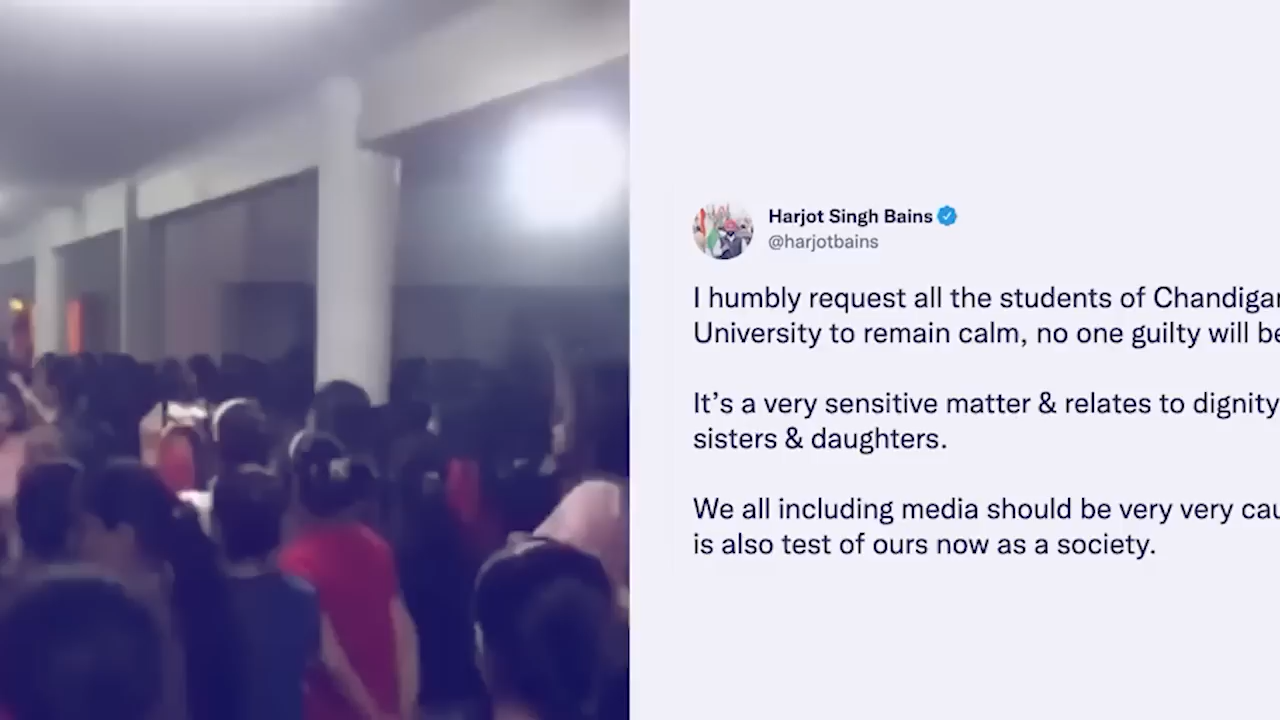 Harjot Singh Bains
@harjotbains
I humbly request all the students of Chandigar
University to remain calm, no one guilty will be
It’s a very sensitive matter & relates to dignity
sisters & daughters.
We all including media should be very very cau
is also test of ours now as a society.